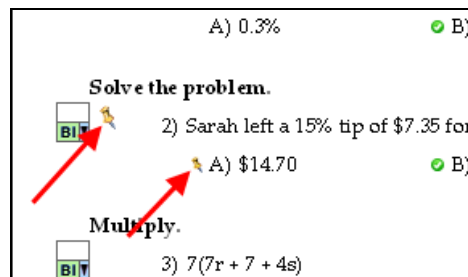 A) 0.3% B)
Solve the problem.
BI 2) Sarah left a 15% tip of $7.35 for
A) $14.70 B)
Multiply.
BI 3) 7(7r + 7 + 4s)